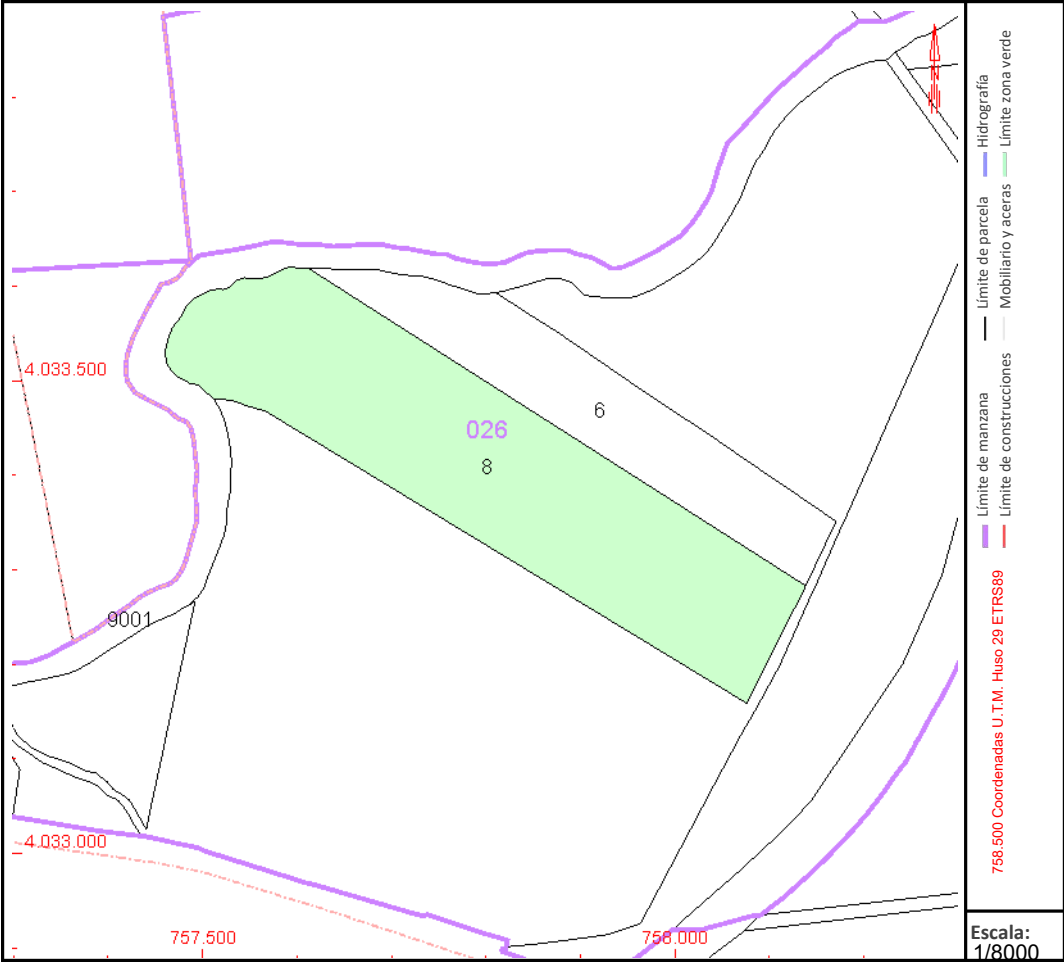 4.033.500
026
6
8
9001
4.033.000
757.500
758.000
Límite de manzana
Límite de parcela
Hidrografía
758.500 Coordenadas U.T.M. Huso 29 ETRS89
Límite de construcciones
Mobiliario y aceras
Límite zona verde
Escala:
1/8000